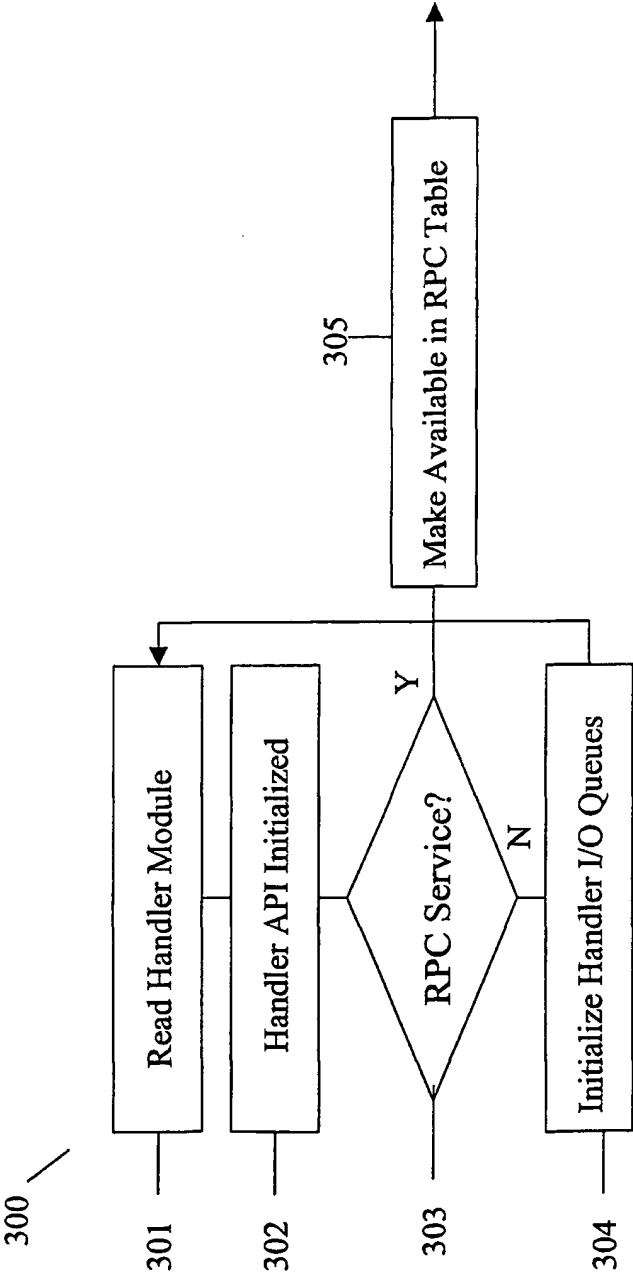 300
301
Read Handler Module
302
Handler API Initialized
303
RPC Service?
Y
N
304
Initialize Handler I/O Queues
305
Make Available in RPC Table